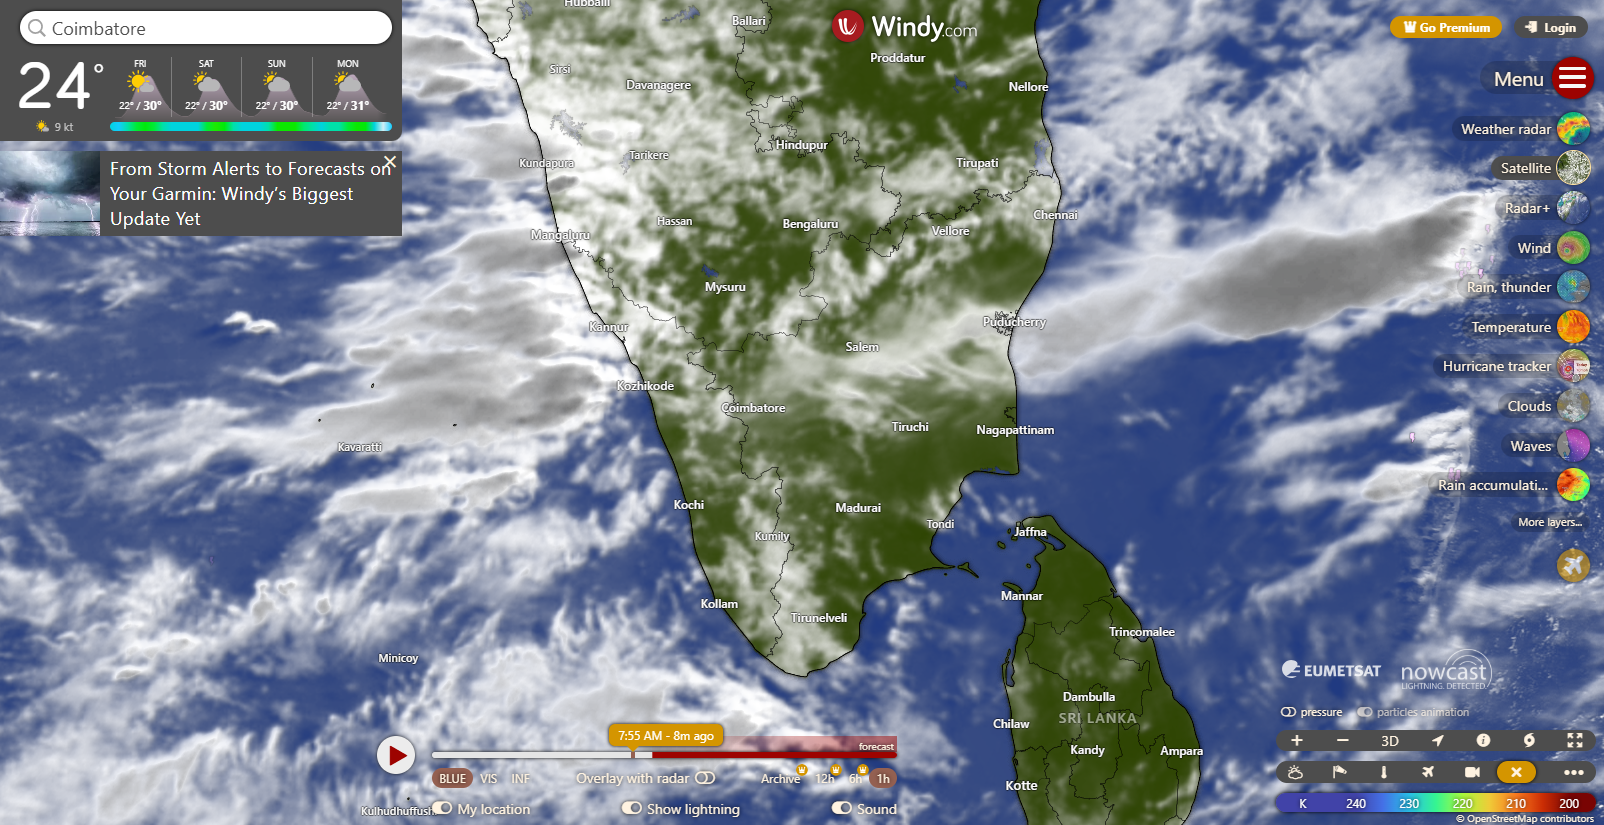 Coimbatore
24°
9 kt
FRI
22° / 30°
SAT
22° / 30°
SUN
22° / 30°
MON
22° / 31°
From Storm Alerts to Forecasts on
Your Garmin: Windy's Biggest
Update Yet
Windy.com
Go Premium
Login
Menu
Weather radar
Satellite
Radar+
Wind
Rain, thunder
Temperature
Hurricane tracker
Clouds
Waves
Rain accumulati...
More layers...
Hubballi
Ballari
Proddatur
Sirsi
Davanagere
Nellore
Hindupur
Kundapura
Tarikere
Tirupati
Chennai
Hassan
Bengaluru
Vellore
Mangaluru
Mysuru
Puducherry
Kannur
Salem
Kozhikode
Coimbatore
Tiruchi
Nagapattinam
Kavaratti
Kochi
Madurai
Tondi
Jaffna
Kumily
Mannar
Kollam
Tirunelveli
Trincomalee
Minicoy
Dambulla
SRI LANKA
Chilaw
Kandy
Ampara
Kotte
Kulhudhuffush
7:55 AM - 8m ago
forecast
BLUE
VIS
INF
Overlay with radar
Archive
12h
6h
1h
My location
Show lightning
Sound
EUMETSAT
nowcast
LIGHTNING. DETECTED.
pressure
particles animation
3D
K 240 230 220 210 200
© OpenStreetMap contributors